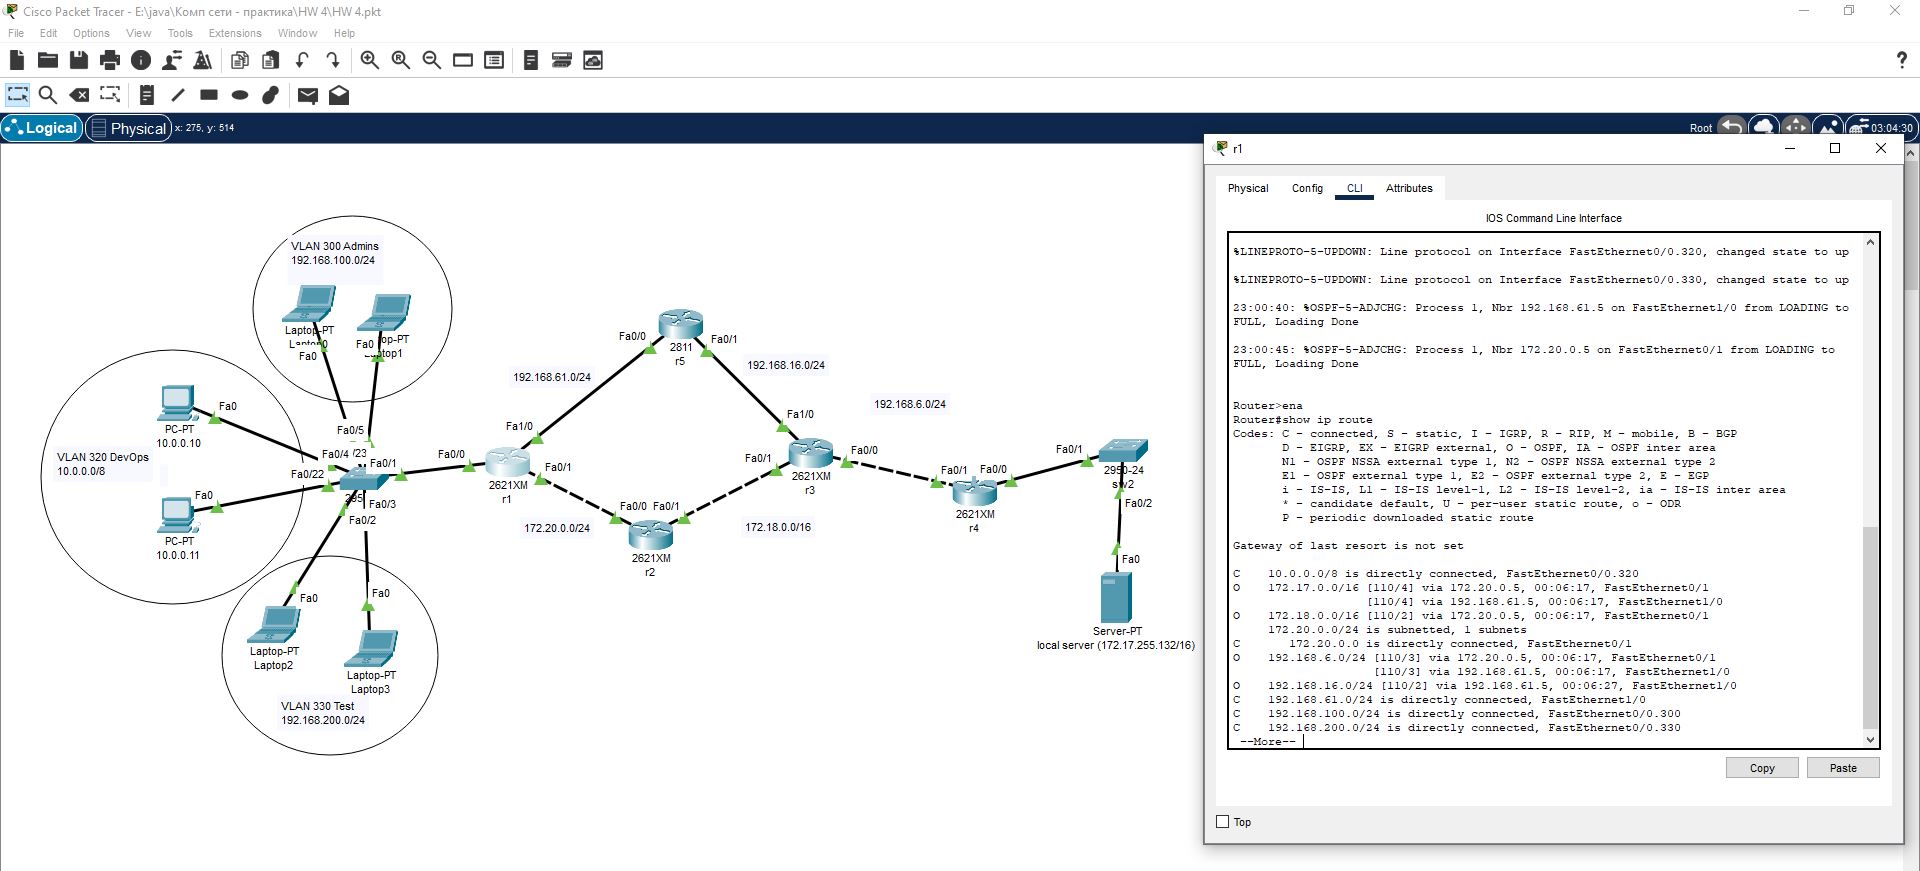 Cisco Packet Tracer - E:\java\Комп сети - практика\HW 4\HW 4.pkt
File Edit Options View Tools Extensions Window Help
Logical Physical x: 275, y: 514 Root 03:04:30
VLAN 300 Admins
192.168.100.0/24
Laptop-PT
Laptop0
Fa0
Fa0 top-PT
Laptop1
VLAN 320 DevOps
10.0.0.0/8
Fa0
PC-PT
10.0.0.10
Fa0
PC-PT
10.0.0.11
Fa0/5
Fa0/4 /23
Fa0/1
Fa0/22
295
Fa0/3
Fa0/2
Fa0
Laptop-PT
Laptop2
Fa0
Laptop-PT
Laptop3
VLAN 330 Test
192.168.200.0/24
Fa0/0
2621XM
r1
Fa1/0
Fa0/1
192.168.61.0/24
Fa0/0
Fa0/1
2811
r5
192.168.16.0/24
172.20.0.0/24
Fa0/0 Fa0/1
2621XM
r2
172.18.0.0/16
Fa1/0
Fa0/1
Fa0/0
2621XM
r3
192.168.6.0/24
Fa0/1 Fa0/0
2621XM
r4
Fa0/1
2950-24
sw2
Fa0/2
Fa0
Server-PT
local server (172.17.255.132/16)
r1
Physical Config CLI Attributes
IOS Command Line Interface
%LINEPROTO-5-UPDOWN: Line protocol on Interface FastEthernet0/0.320, changed state to up
%LINEPROTO-5-UPDOWN: Line protocol on Interface FastEthernet0/0.330, changed state to up
23:00:40: %OSPF-5-ADJCHG: Process 1, Nbr 192.168.61.5 on FastEthernet1/0 from LOADING to
FULL, Loading Done
23:00:45: %OSPF-5-ADJCHG: Process 1, Nbr 172.20.0.5 on FastEthernet0/1 from LOADING to
FULL, Loading Done
Router>ena
Router#show ip route
Codes: C - connected, S - static, I - IGRP, R - RIP, M - mobile, B - BGP
D - EIGRP, EX - EIGRP external, O - OSPF, IA - OSPF inter area
N1 - OSPF NSSA external type 1, N2 - OSPF NSSA external type 2
E1 - OSPF external type 1, E2 - OSPF external type 2, E - EGP
i - IS-IS, L1 - IS-IS level-1, L2 - IS-IS level-2, ia - IS-IS inter area
* - candidate default, U - per-user static route, o - ODR
P - periodic downloaded static route
Gateway of last resort is not set
C 10.0.0.0/8 is directly connected, FastEthernet0/0.320
O 172.17.0.0/16 [110/4] via 172.20.0.5, 00:06:17, FastEthernet0/1
[110/4] via 192.168.61.5, 00:06:17, FastEthernet1/0
O 172.18.0.0/16 [110/2] via 172.20.0.5, 00:06:17, FastEthernet0/1
172.20.0.0/24 is subnetted, 1 subnets
C 172.20.0.0 is directly connected, FastEthernet0/1
O 192.168.6.0/24 [110/3] via 172.20.0.5, 00:06:17, FastEthernet0/1
[110/3] via 192.168.61.5, 00:06:17, FastEthernet1/0
O 192.168.16.0/24 [110/2] via 192.168.61.5, 00:06:27, FastEthernet1/0
C 192.168.61.0/24 is directly connected, FastEthernet1/0
C 192.168.100.0/24 is directly connected, FastEthernet0/0.300
C 192.168.200.0/24 is directly connected, FastEthernet0/0.330
--More--
Copy Paste
Top